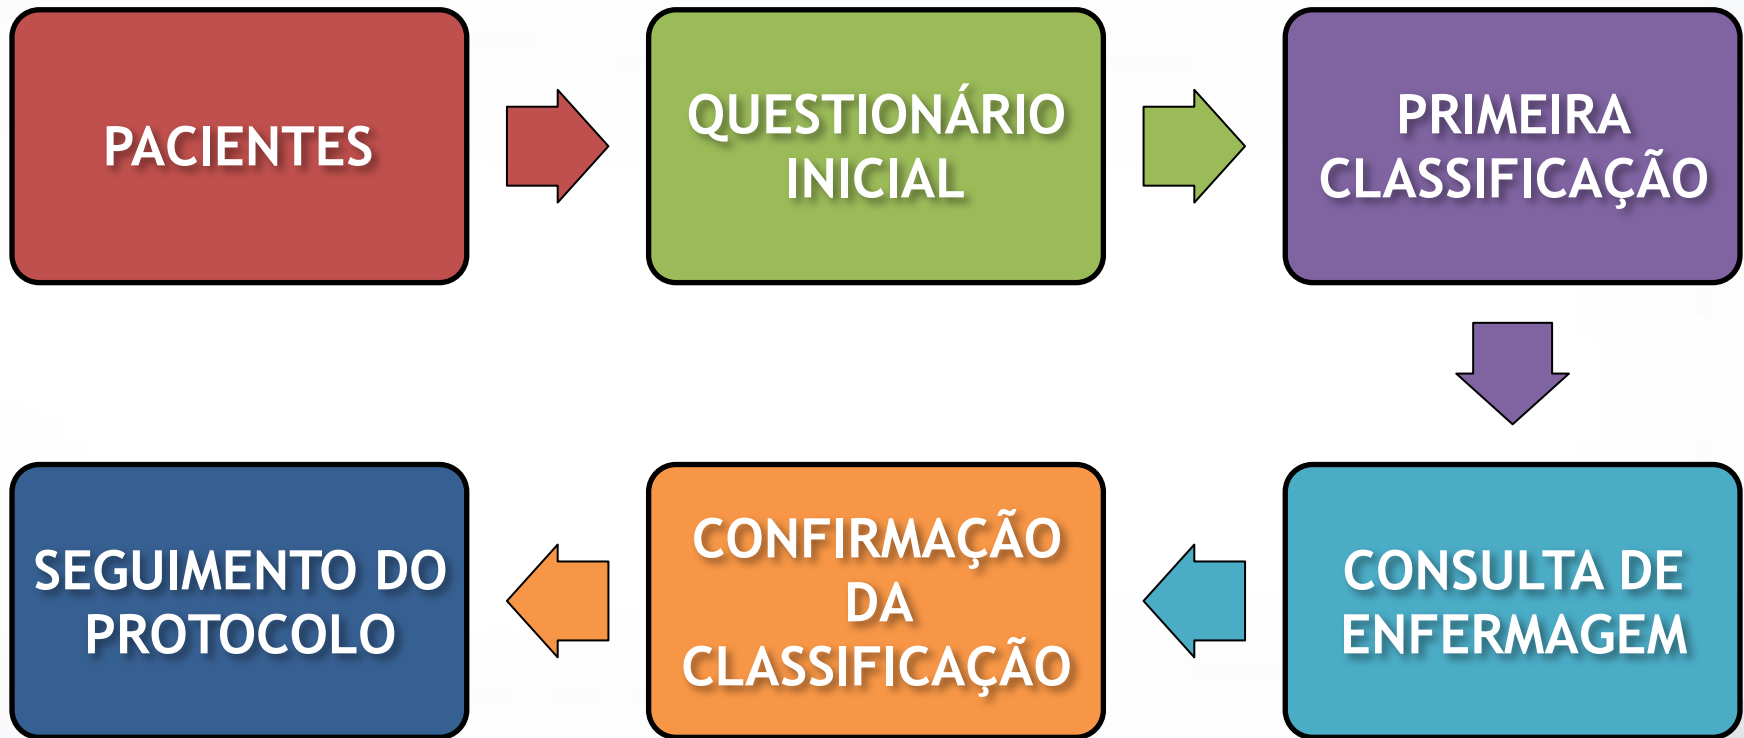 PACIENTES
QUESTIONÁRIO
INICIAL
PRIMEIRA
CLASSIFICAÇÃO
CONSULTA DE
ENFERMAGEM
CONFIRMAÇÃO
DA
CLASSIFICAÇÃO
SEGUIMENTO DO
PROTOCOLO